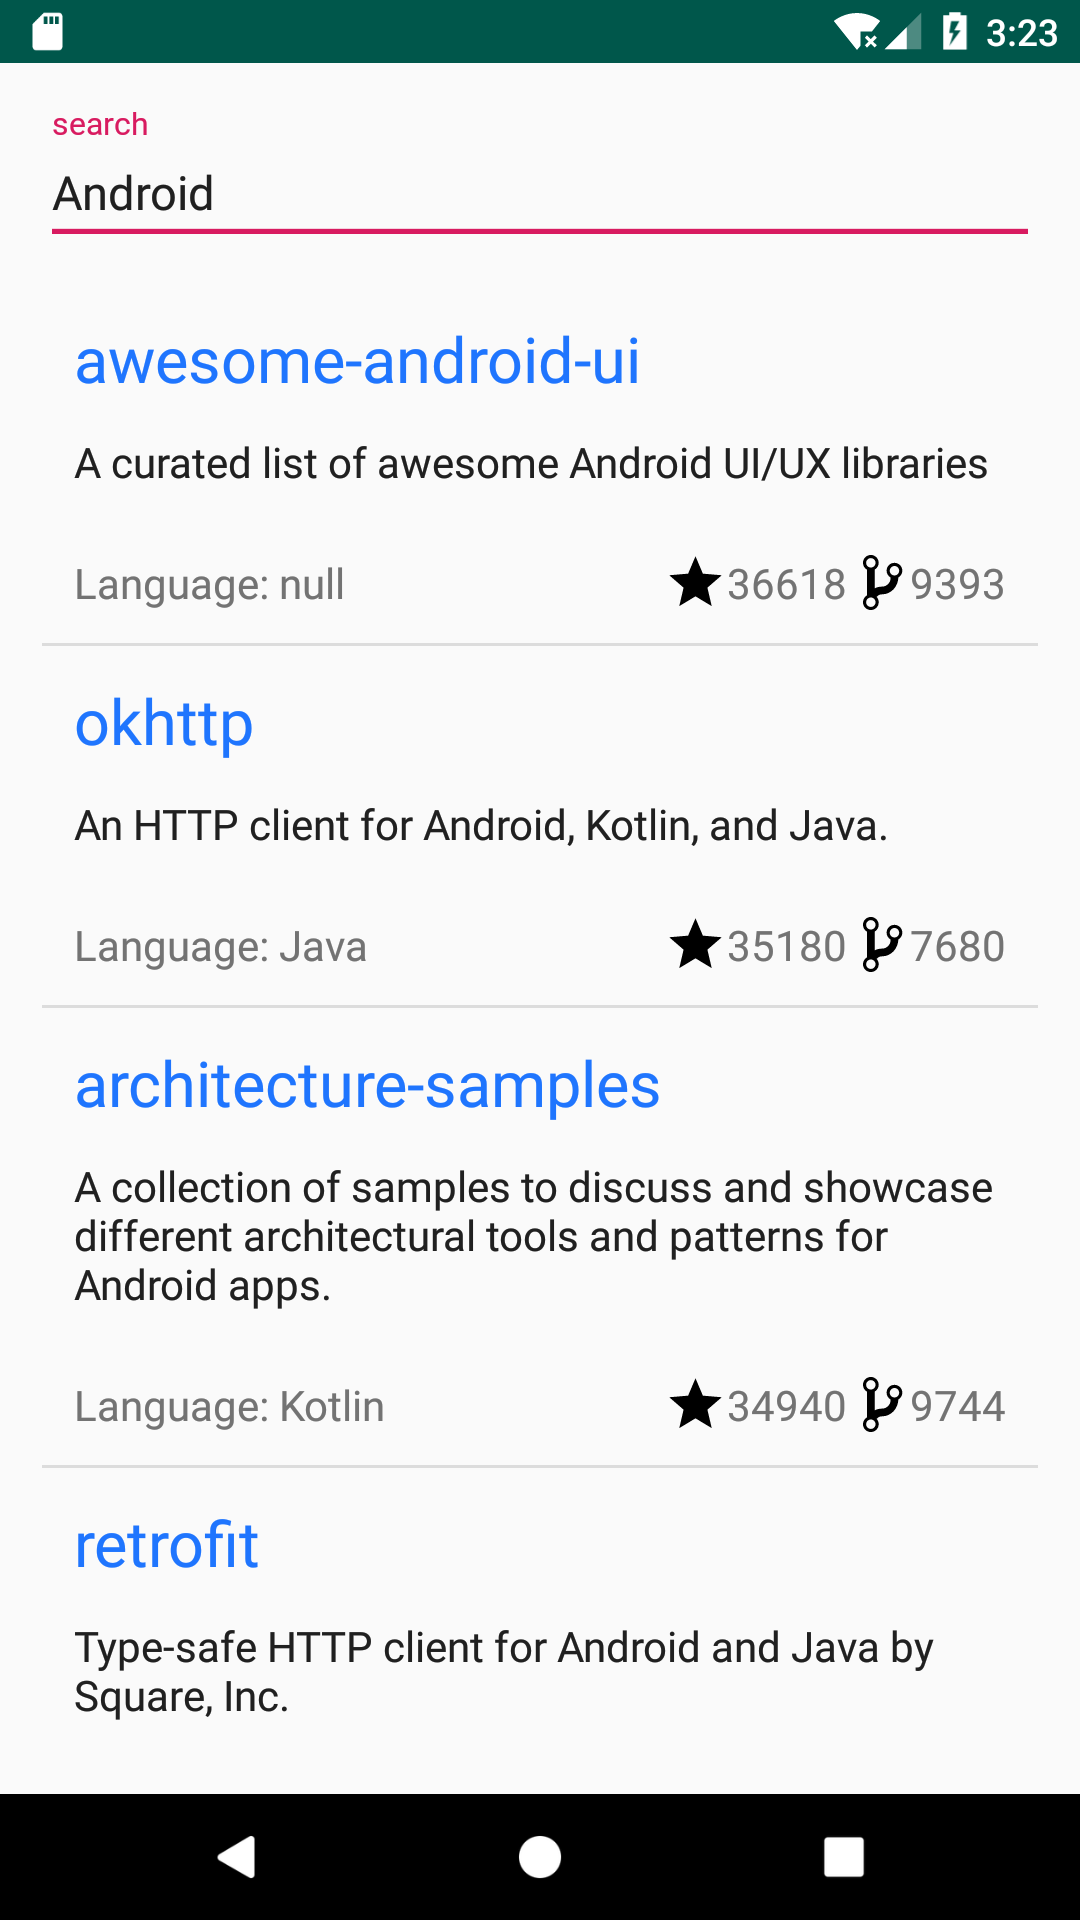 3:23
search
Android
awesome-android-ui
A curated list of awesome Android UI/UX libraries
Language: null 36618 9393
okhttp
An HTTP client for Android, Kotlin, and Java.
Language: Java 35180 7680
architecture-samples
A collection of samples to discuss and showcase
different architectural tools and patterns for
Android apps.
Language: Kotlin 34940 9744
retrofit
Type-safe HTTP client for Android and Java by
Square, Inc.